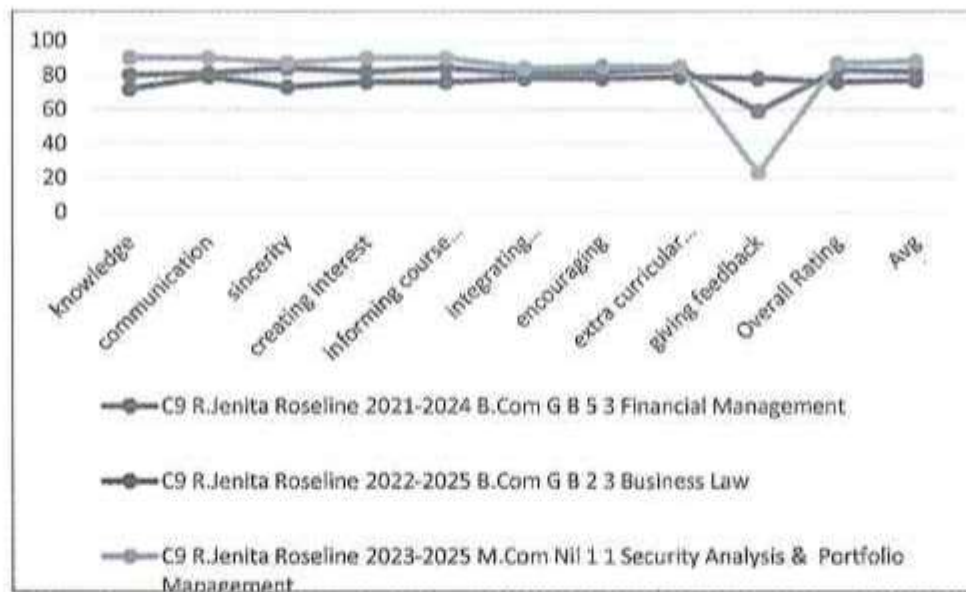 100
80
60
40
20
0
knowledge
communication
sincerity
creating interest
informing course...
integrating...
encouraging
extra curricular...
giving feedback
Overall Rating
Avg
C9 R.Jenita Roseline 2021-2024 B.Com G B 5 3 Financial Management
C9 R.Jenita Roseline 2022-2025 B.Com G B 2 3 Business Law
C9 R.Jenita Roseline 2023-2025 M.Com Nil 1 1 Security Analysis & Portfolio
Management